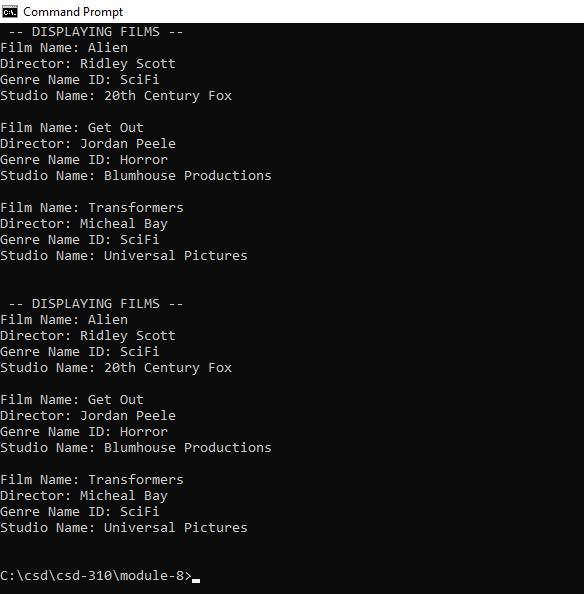 Command Prompt
-- DISPLAYING FILMS --
Film Name: Alien
Director: Ridley Scott
Genre Name ID: SciFi
Studio Name: 20th Century Fox
Film Name: Get Out
Director: Jordan Peele
Genre Name ID: Horror
Studio Name: Blumhouse Productions
Film Name: Transformers
Director: Micheal Bay
Genre Name ID: SciFi
Studio Name: Universal Pictures
-- DISPLAYING FILMS --
Film Name: Alien
Director: Ridley Scott
Genre Name ID: SciFi
Studio Name: 20th Century Fox
Film Name: Get Out
Director: Jordan Peele
Genre Name ID: Horror
Studio Name: Blumhouse Productions
Film Name: Transformers
Director: Micheal Bay
Genre Name ID: SciFi
Studio Name: Universal Pictures
C:\csd\csd-310\module-8>